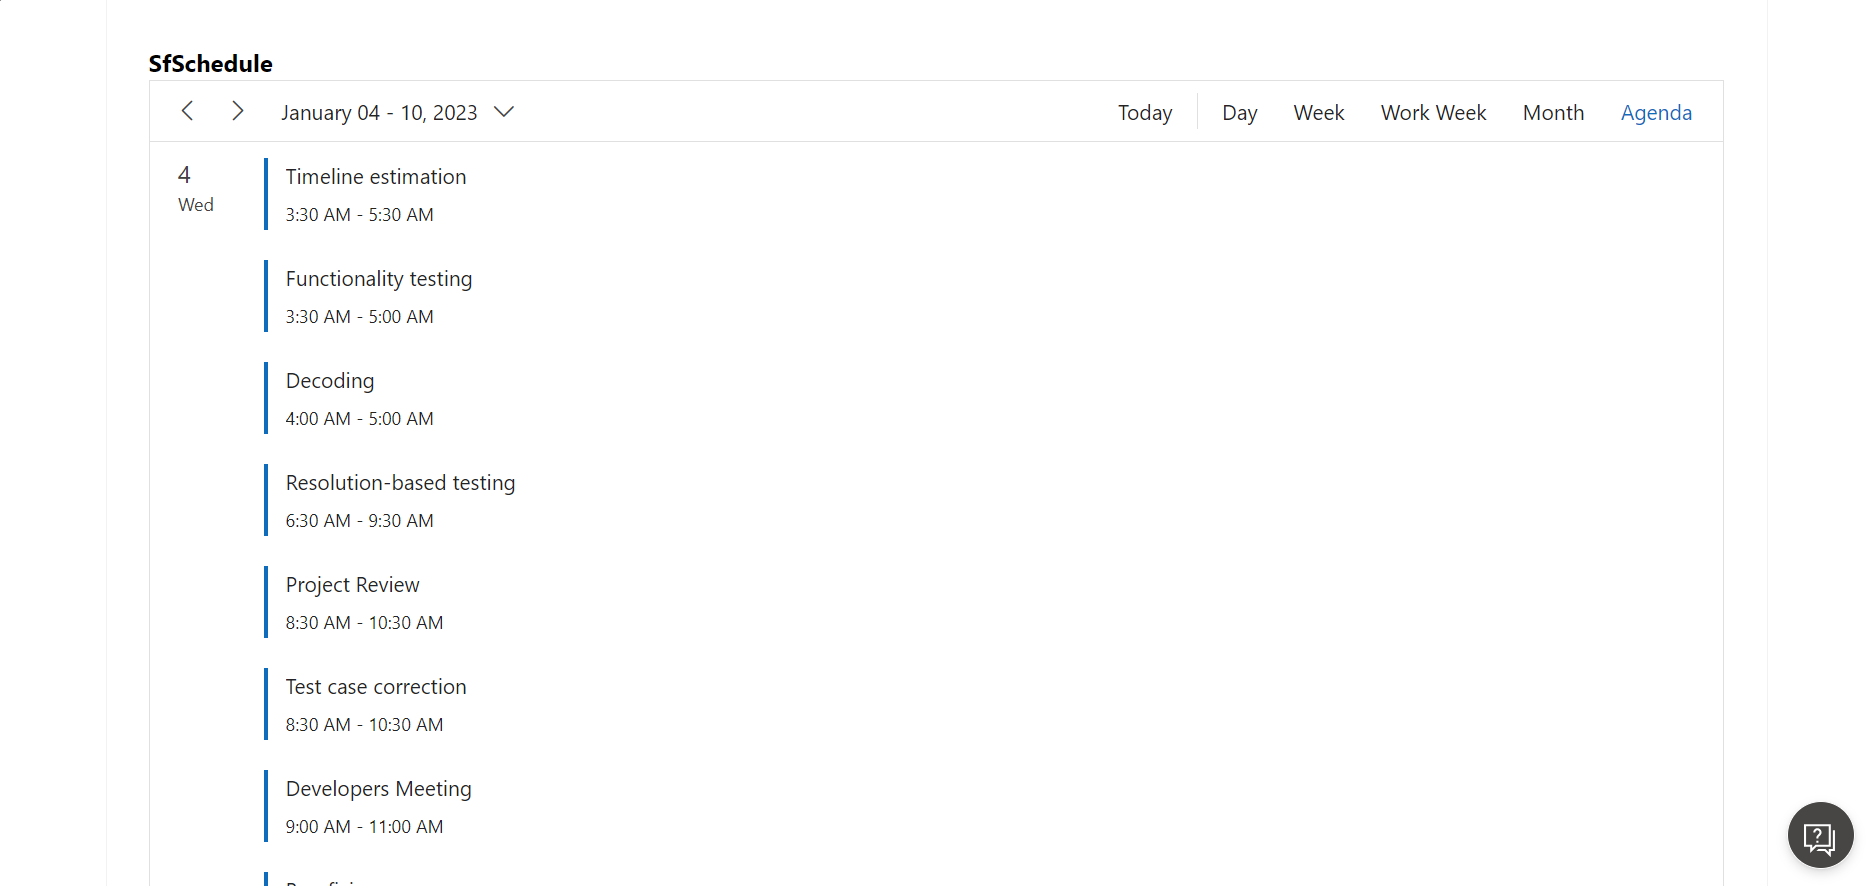 SfSchedule
January 04 - 10, 2023
Today
Day
Week
Work Week
Month
Agenda
4
Wed
Timeline estimation
3:30 AM - 5:30 AM
Functionality testing
3:30 AM - 5:00 AM
Decoding
4:00 AM - 5:00 AM
Resolution-based testing
6:30 AM - 9:30 AM
Project Review
8:30 AM - 10:30 AM
Test case correction
8:30 AM - 10:30 AM
Developers Meeting
9:00 AM - 11:00 AM
?